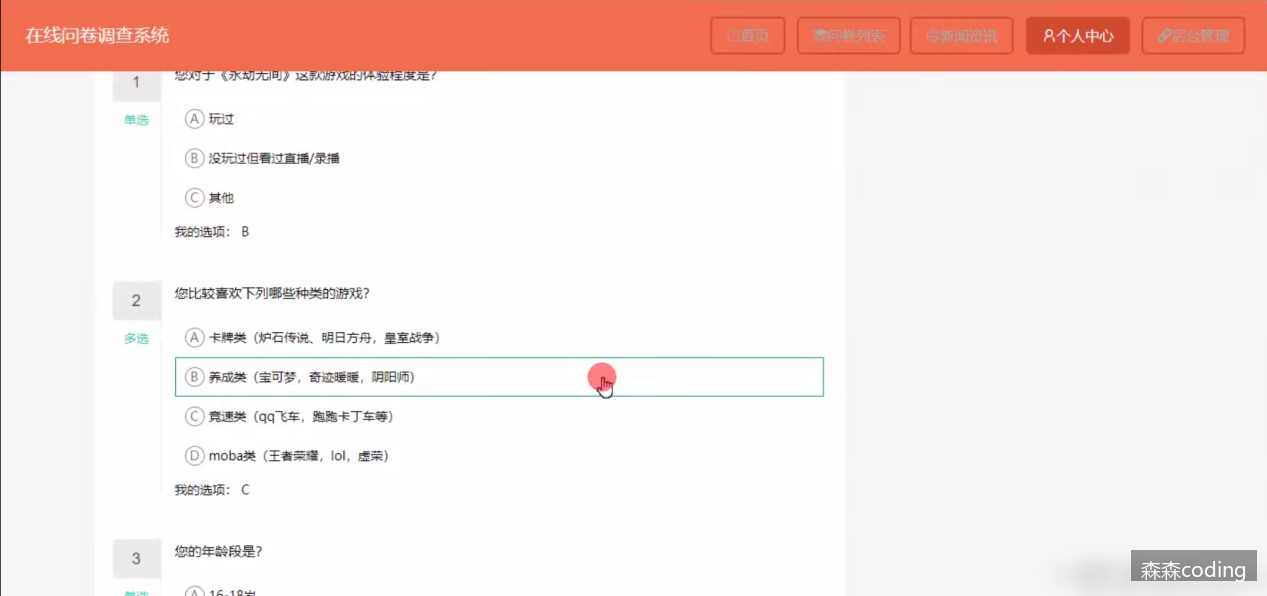 在线问卷调查系统
首页
问卷列表
新闻资讯
个人中心
后台管理
1
您对于《永劫无间》这款游戏的体验程度是?
单选
A 玩过
B 没玩过但看过直播/录播
C 其他
我的选项: B
2
您比较喜欢下列哪些种类的游戏?
多选
A 卡牌类（炉石传说、明日方舟，皇室战争）
B 养成类（宝可梦，奇迹暖暖，阴阳师）
C 竞速类（qq飞车，跑跑卡丁车等）
D moba类（王者荣耀，lol，虚荣）
我的选项: C
3
您的年龄段是?
单选
A 16-18岁
森森coding